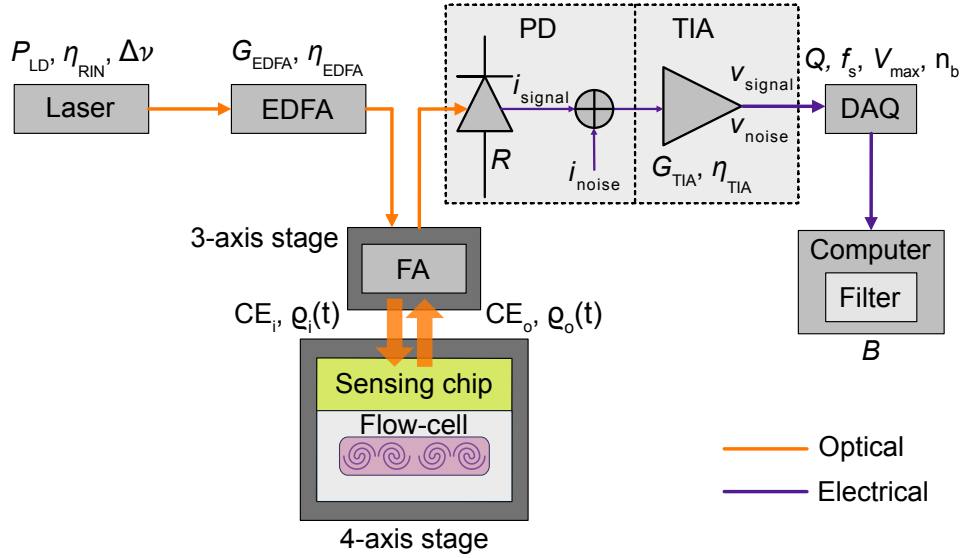 P_LD, η_RIN, Δν
Laser
G_EDFA, η_EDFA
EDFA
PD
TIA
i_signal
R
i_noise
v_signal
v_noise
G_TIA, η_TIA
Q, f_s, V_max, n_b
DAQ
3-axis stage
FA
CE_i, ϱ_i(t)
CE_o, ϱ_o(t)
Computer
Filter
B
Sensing chip
Flow-cell
4-axis stage
Optical
Electrical